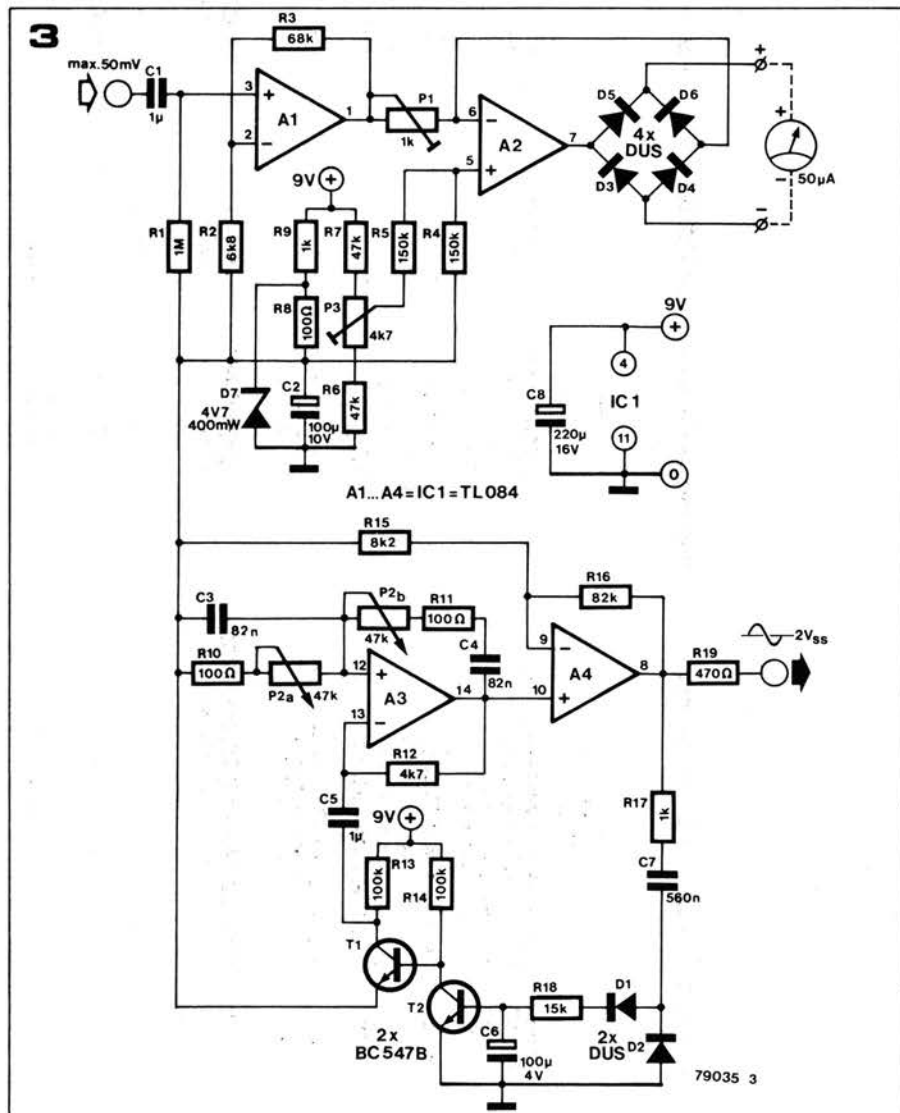 3
max.50mV
C1
1µ
R3
68k
3
+
A1
1
2
−
P1
1k
6
−
A2
7
5
+
D5
D6
4x
DUS
D3
D4
+
+
50µA
−
−
9V
+
R1
1M
R2
6k8
R9
1k
R7
47k
R5
150k
R4
150k
R8
100Ω
P3
4k7
D7
4V7
400mW
C2
100µ
10V
R6
47k
9V
+
4
C8
IC1
220µ
16V
11
0
A1...A4=IC1=TL084
R15
8k2
R16
82k
C3
82n
P2b
47k
R11
100Ω
C4
82n
R10
100Ω
P2a
47k
12
+
A3
14
13
−
9
−
A4
8
10
+
R19
470Ω
2Vss
R12
4k7.
C5
1µ
9V
+
R13
100k
R14
100k
R17
1k
C7
560n
T1
T2
2x
BC547B
R18
15k
D1
2x
DUS
D2
C6
100µ
4V
79035 3